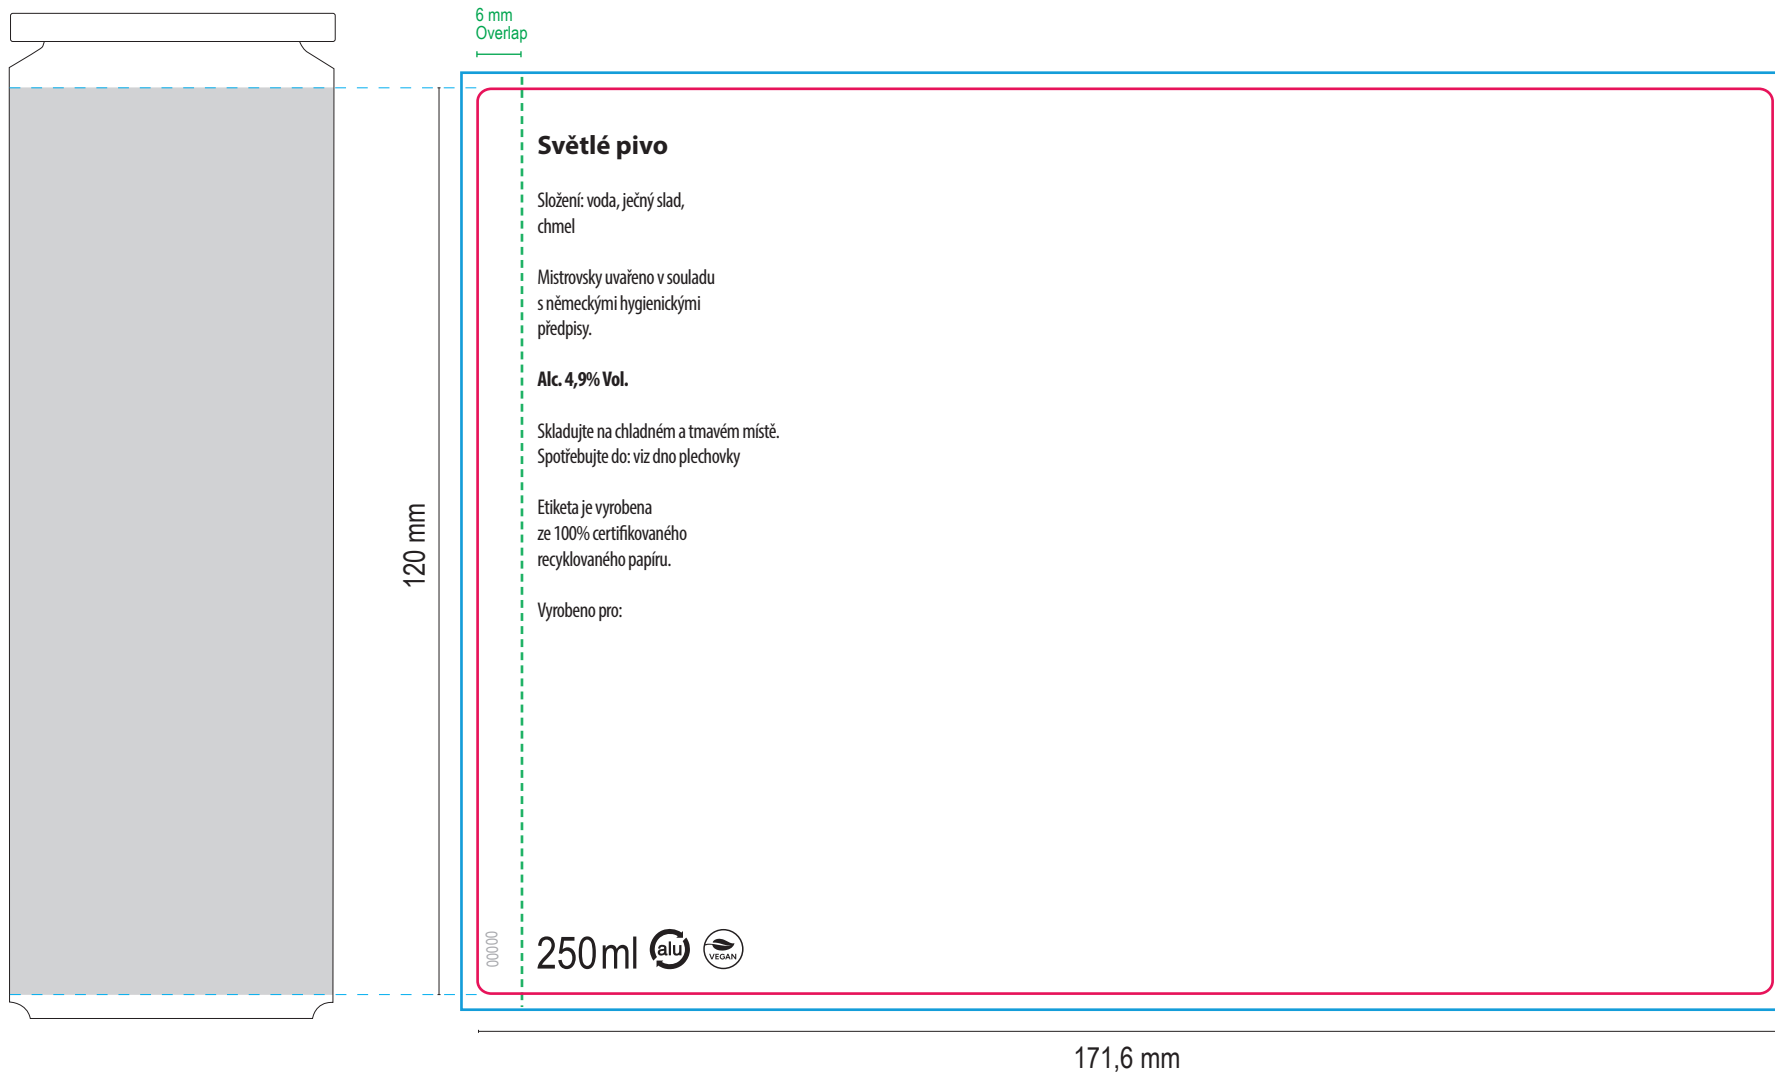 6 mm
Overlap
Světlé pivo
Složení: voda, ječný slad,
chmel
Mistrovsky uvařeno v souladu
s německými hygienickými
předpisy.
Alc. 4,9% Vol.
Skladujte na chladném a tmavém místě.
Spotřebujte do: viz dno plechovky
Etiketa je vyrobena
ze 100% certifikovaného
recyklovaného papíru.
Vyrobeno pro:
120 mm
00000
250 ml
alu
VEGAN
171,6 mm